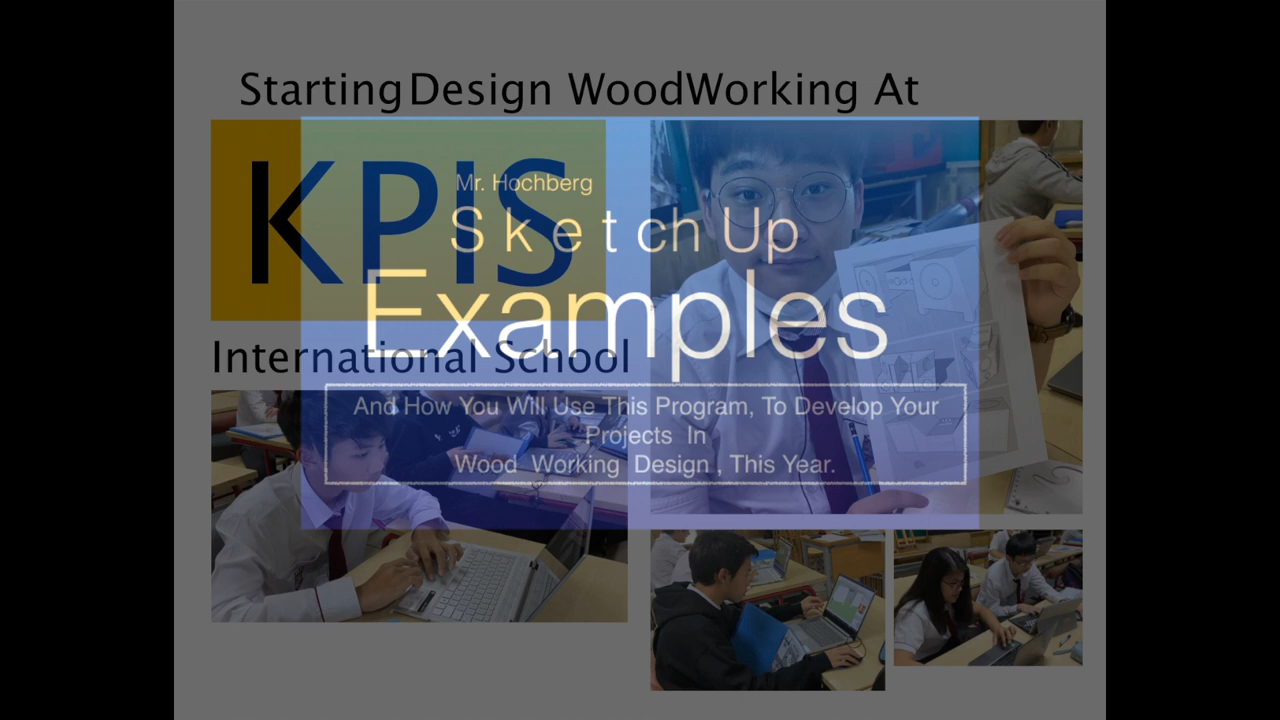 Starting Design WoodWorking At
KPIS
International School
Mr. Hochberg
Sketch Up
Examples
And How You Will Use This Program, To Develop Your
Projects In
Wood Working Design , This Year.